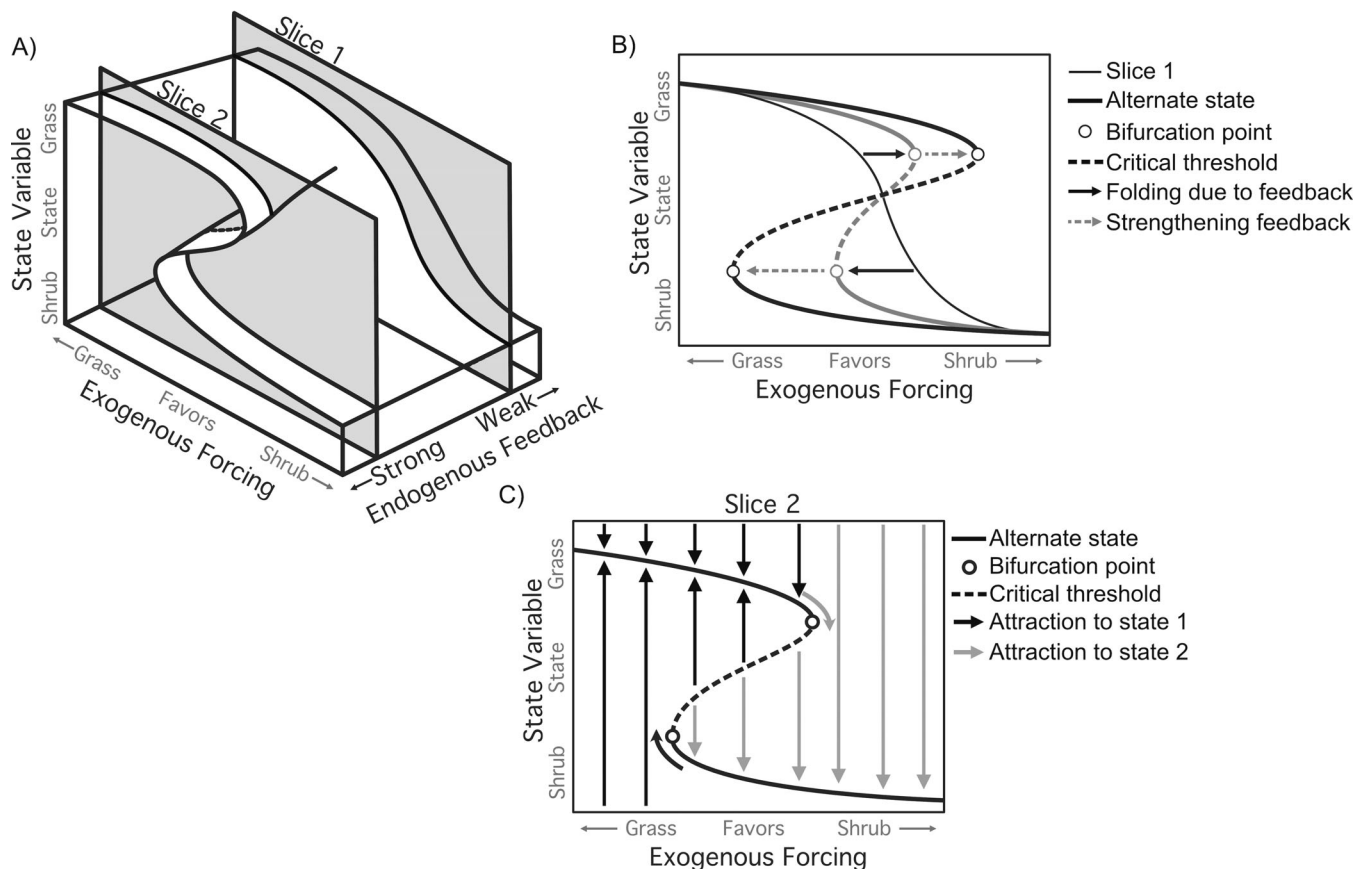 A)
Slice 1
Slice 2
State Variable
Grass
State
Shrub
Grass
Favors
Shrub
Exogenous Forcing
Weak
Strong
Endogenous Feedback
B)
State Variable
Grass
State
Shrub
Grass Favors Shrub
Exogenous Forcing
Slice 1
Alternate state
Bifurcation point
Critical threshold
Folding due to feedback
Strengthening feedback
C)
Slice 2
State Variable
Grass
State
Shrub
Grass Favors Shrub
Exogenous Forcing
Alternate state
Bifurcation point
Critical threshold
Attraction to state 1
Attraction to state 2